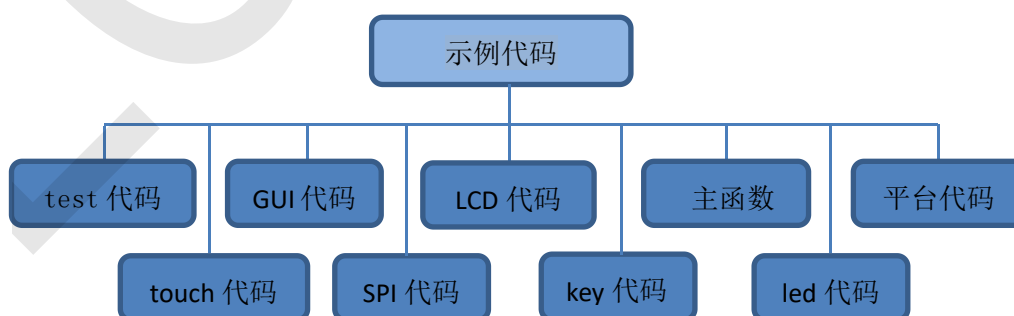 示例代码
test 代码
GUI 代码
LCD 代码
主函数
平台代码
touch 代码
SPI 代码
key 代码
led 代码